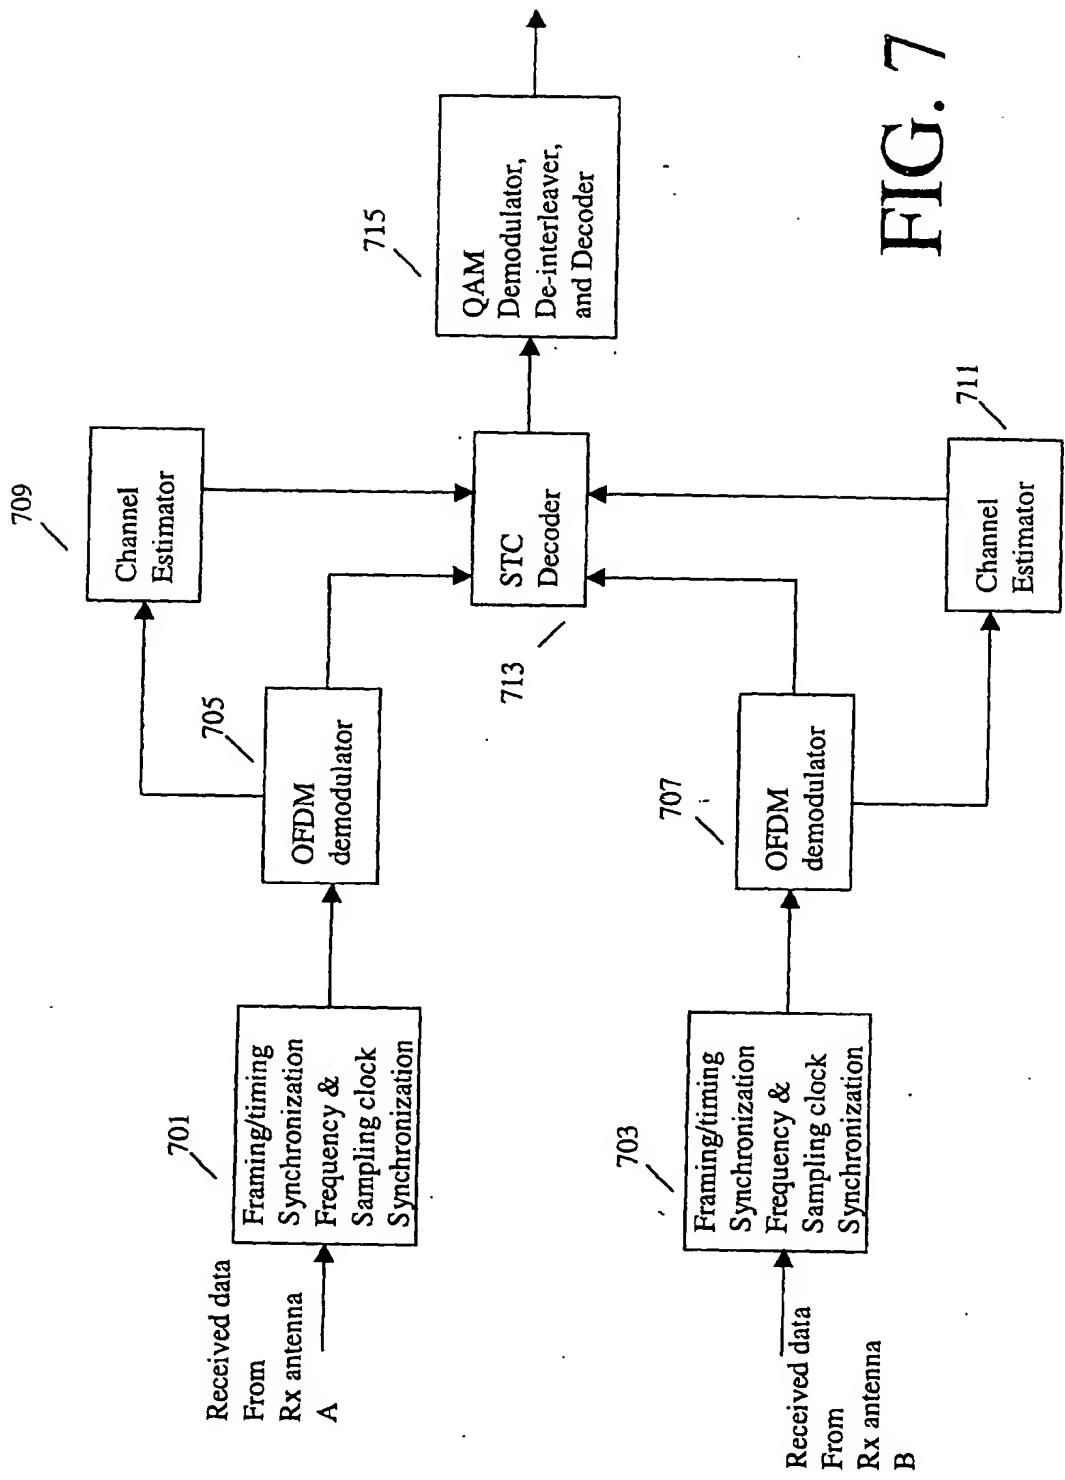 709
Channel
Estimator
705
OFDM
demodulator
701
Framing/timing
Synchronization
Frequency &
Sampling clock
Synchronization
Received data
From
Rx antenna
A
715
QAM
Demodulator,
De-interleaver,
and Decoder
STC
Decoder
713
707
OFDM
demodulator
703
Framing/timing
Synchronization
Frequency &
Sampling clock
Synchronization
Received data
From
Rx antenna
B
711
Channel
Estimator
FIG. 7